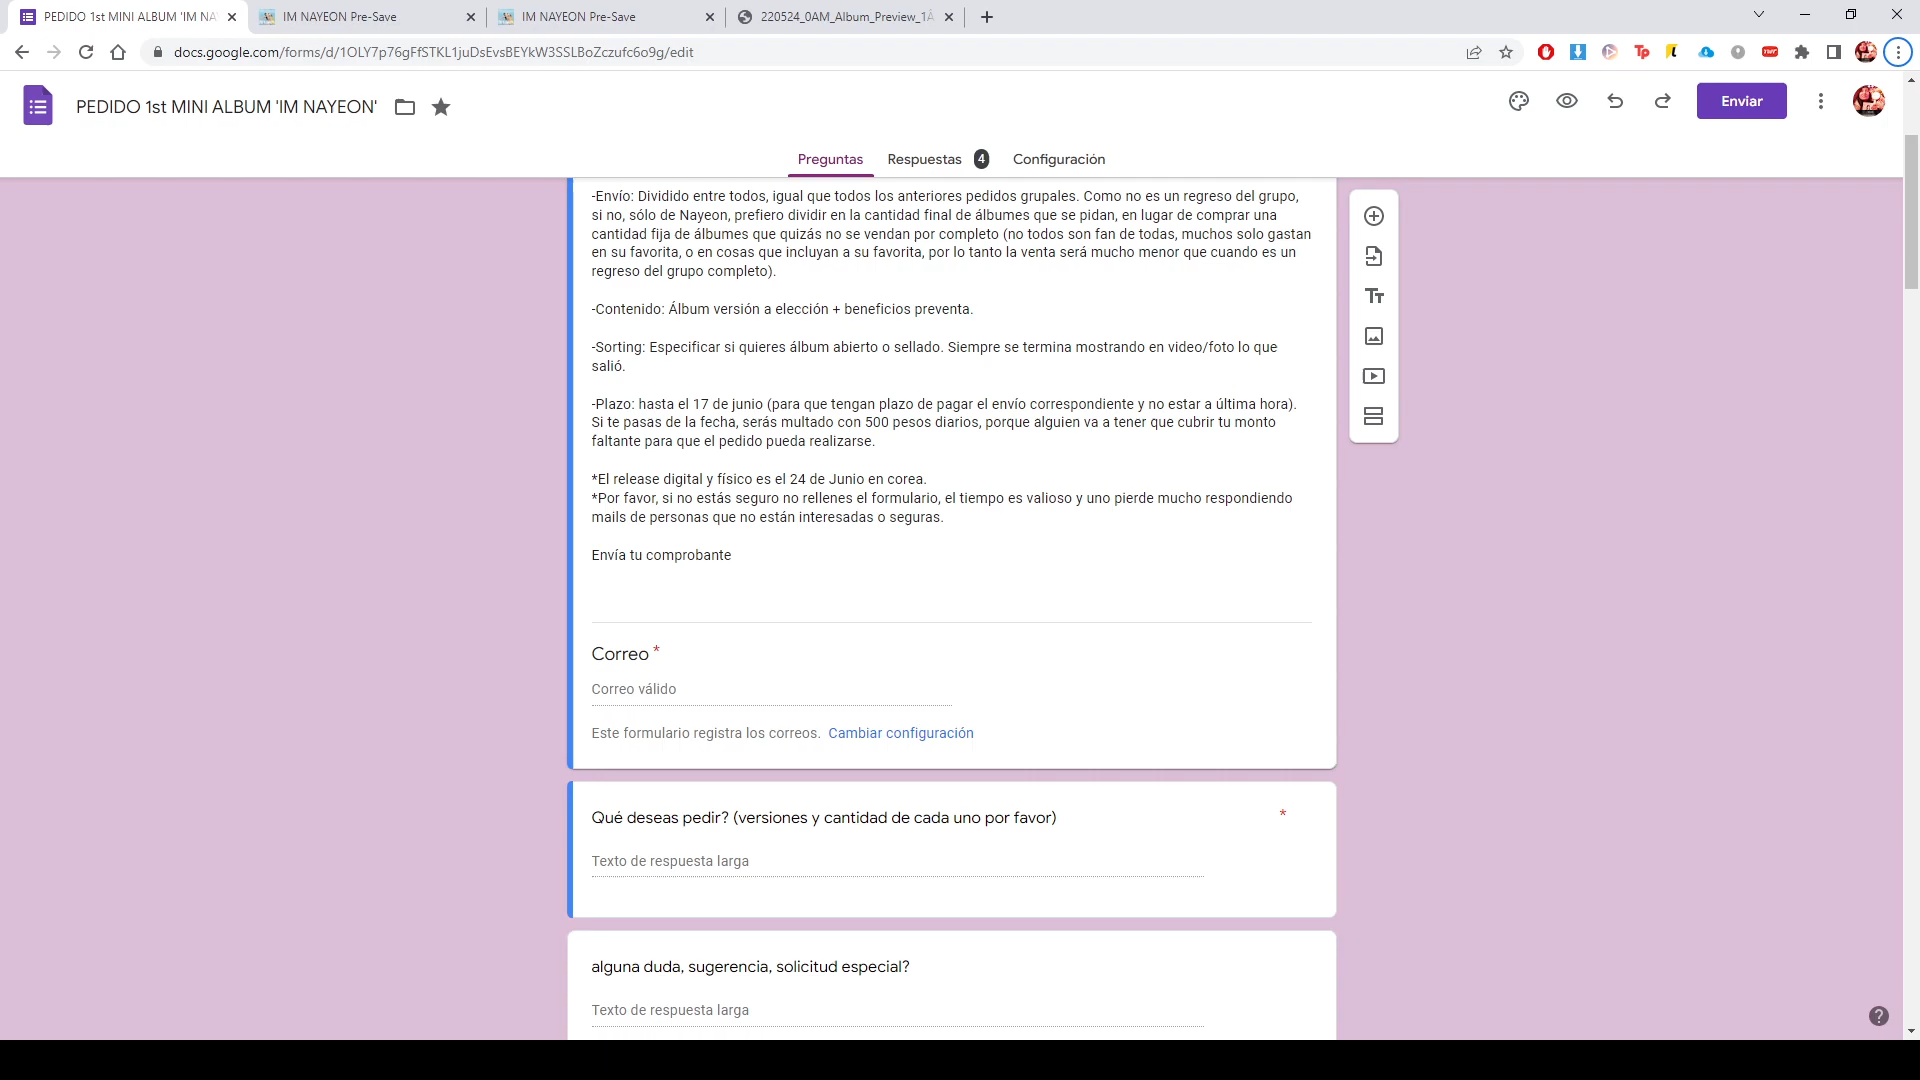 PEDIDO 1st MINI ALBUM 'IM NA
IM NAYEON Pre-Save
IM NAYEON Pre-Save
220524_0AM_Album_Preview_1
docs.google.com/forms/d/1OLY7p76gFfSTKL1juDsEvsBEYkW3SSLBoZczufc6o9g/edit
PEDIDO 1st MINI ALBUM 'IM NAYEON'
Enviar
Preguntas
Respuestas 4
Configuración
-Envío: Dividido entre todos, igual que todos los anteriores pedidos grupales. Como no es un regreso del grupo,
si no, sólo de Nayeon, prefiero dividir en la cantidad final de álbumes que se pidan, en lugar de comprar una
cantidad fija de álbumes que quizás no se vendan por completo (no todos son fan de todas, muchos solo gastan
en su favorita, o en cosas que incluyan a su favorita, por lo tanto la venta será mucho menor que cuando es un
regreso del grupo completo).
-Contenido: Álbum versión a elección + beneficios preventa.
-Sorting: Especificar si quieres álbum abierto o sellado. Siempre se termina mostrando en video/foto lo que
salió.
-Plazo: hasta el 17 de junio (para que tengan plazo de pagar el envío correspondiente y no estar a última hora).
Si te pasas de la fecha, serás multado con 500 pesos diarios, porque alguien va a tener que cubrir tu monto
faltante para que el pedido pueda realizarse.
*El release digital y físico es el 24 de Junio en corea.
*Por favor, si no estás seguro no rellenes el formulario, el tiempo es valioso y uno pierde mucho respondiendo
mails de personas que no están interesadas o seguras.
Envía tu comprobante
Correo *
Correo válido
Este formulario registra los correos. Cambiar configuración
Qué deseas pedir? (versiones y cantidad de cada uno por favor) *
Texto de respuesta larga
alguna duda, sugerencia, solicitud especial?
Texto de respuesta larga